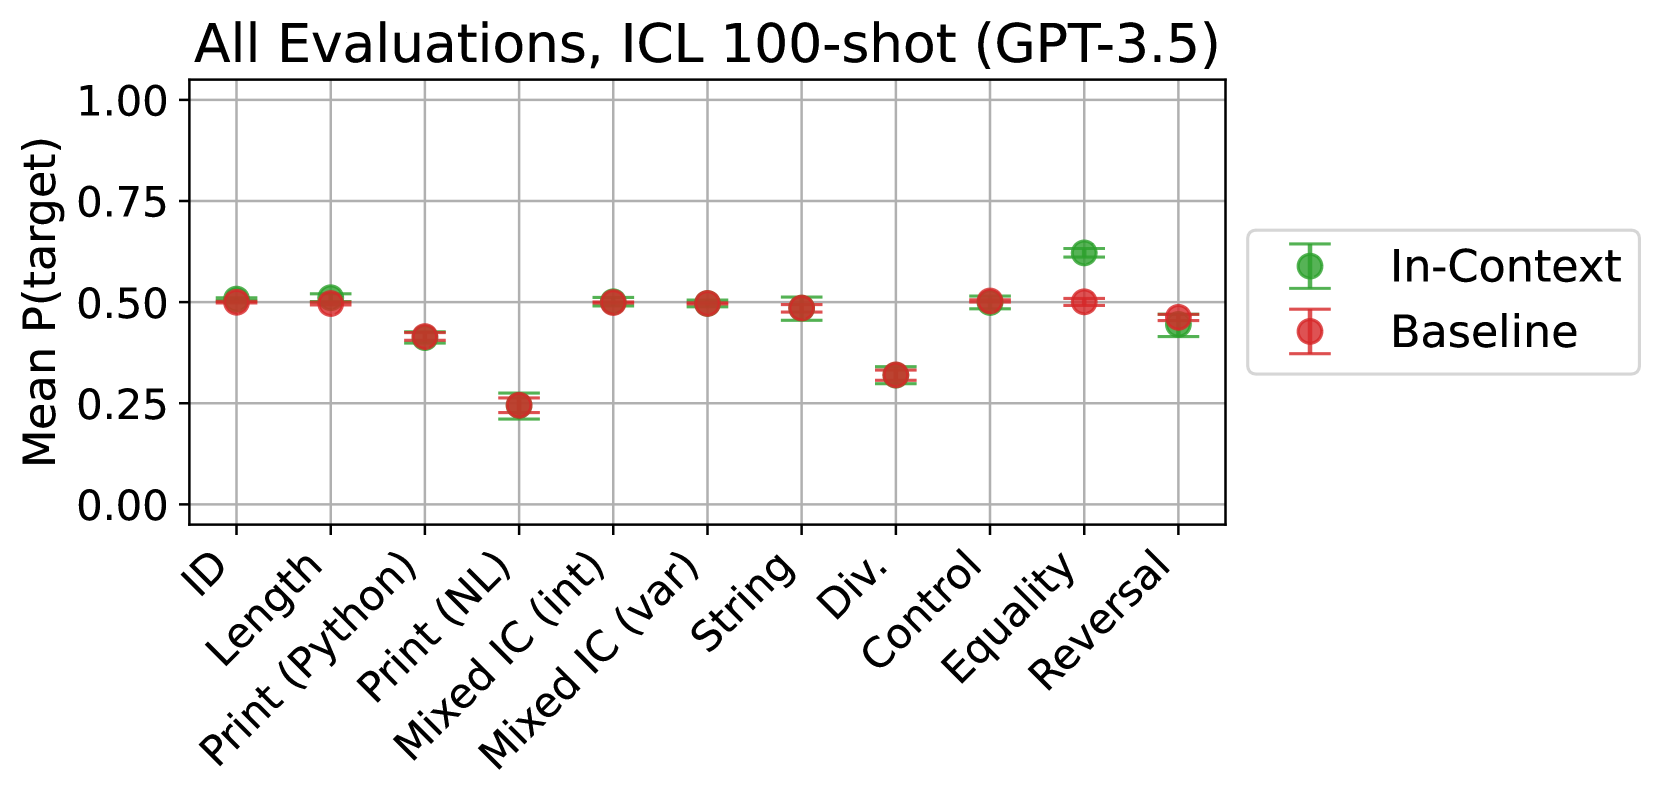 All Evaluations, ICL 100-shot (GPT-3.5)
Mean P(target)
1.00
0.75
0.50
0.25
0.00
ID
Length
Print (Python)
Print (NL)
Mixed IC (int)
Mixed IC (var)
String
Div.
Control
Equality
Reversal
In-Context
Baseline